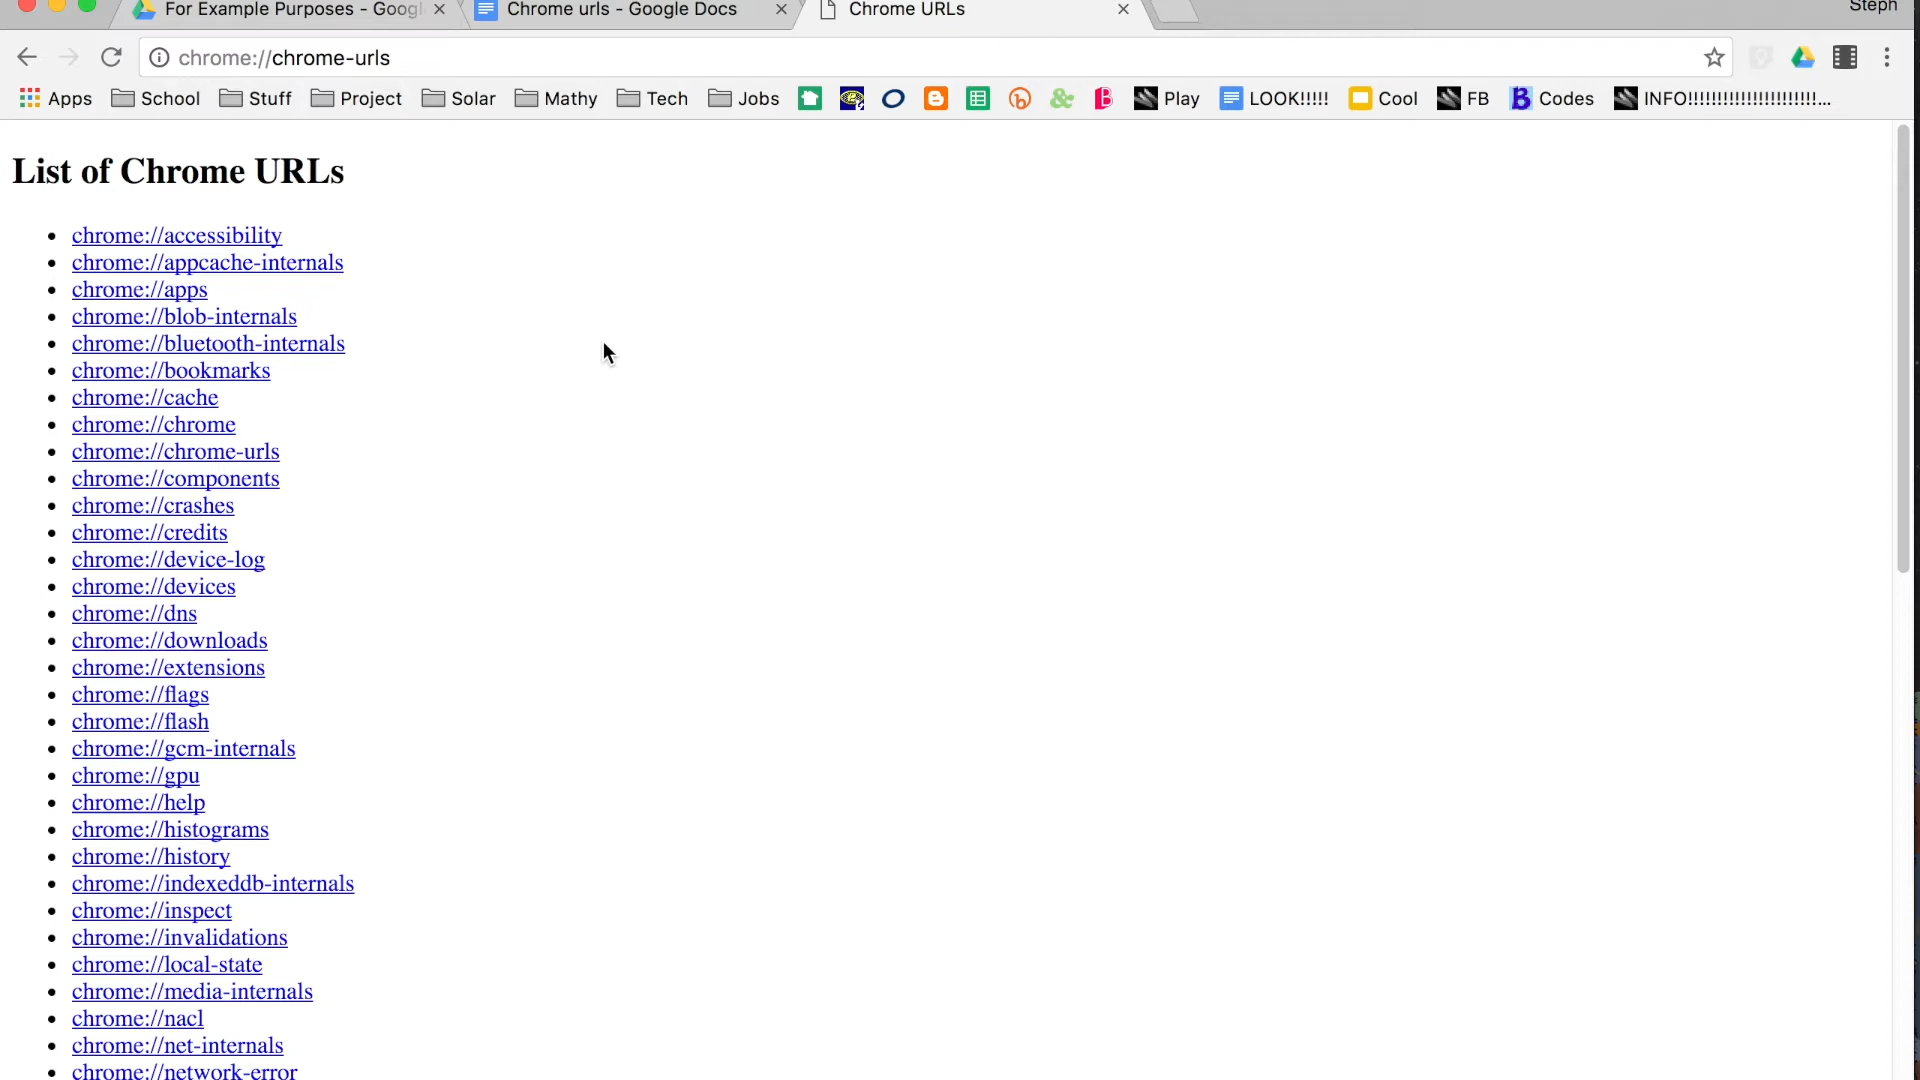 For Example Purposes - Googl
Chrome urls - Google Docs
Chrome URLs
Steph
chrome://chrome-urls
Apps School Stuff Project Solar Mathy Tech Jobs Play LOOK!!!!! Cool FB Codes INFO!!!!!!!!!!!!!!!!!!!!!!...
List of Chrome URLs
chrome://accessibility
chrome://appcache-internals
chrome://apps
chrome://blob-internals
chrome://bluetooth-internals
chrome://bookmarks
chrome://cache
chrome://chrome
chrome://chrome-urls
chrome://components
chrome://crashes
chrome://credits
chrome://device-log
chrome://devices
chrome://dns
chrome://downloads
chrome://extensions
chrome://flags
chrome://flash
chrome://gcm-internals
chrome://gpu
chrome://help
chrome://histograms
chrome://history
chrome://indexeddb-internals
chrome://inspect
chrome://invalidations
chrome://local-state
chrome://media-internals
chrome://nacl
chrome://net-internals
chrome://network-error